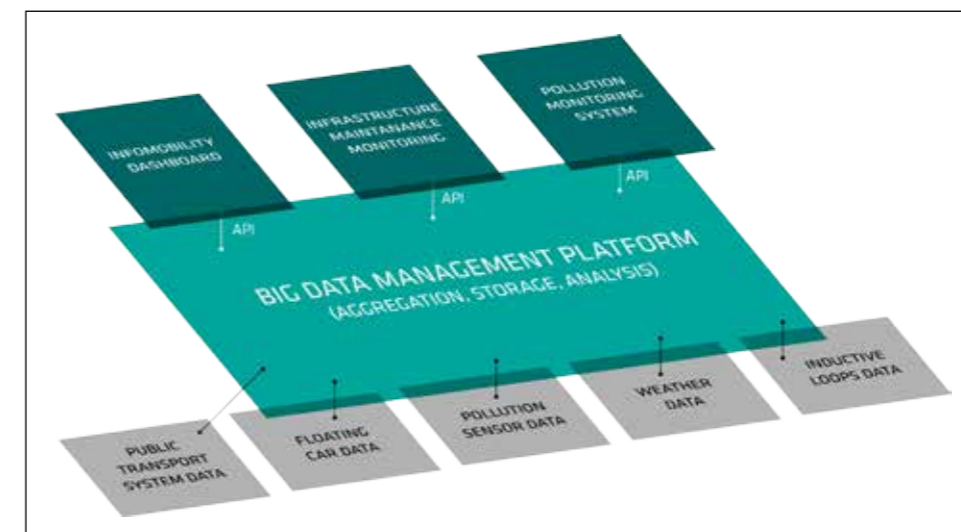 INFOMOBILITY
DASHBOARD
INFRASTRUCTURE
MAINTANANCE
MONITORING
POLLUTION
MONITORING
SYSTEM
API
API
API
BIG DATA MANAGEMENT PLATFORM
(AGGREGATION, STORAGE, ANALYSIS)
PUBLIC
TRANSPORT
SYSTEM DATA
FLOATING
CAR DATA
POLLUTION
SENSOR DATA
WEATHER
DATA
INDUCTIVE
LOOPS DATA